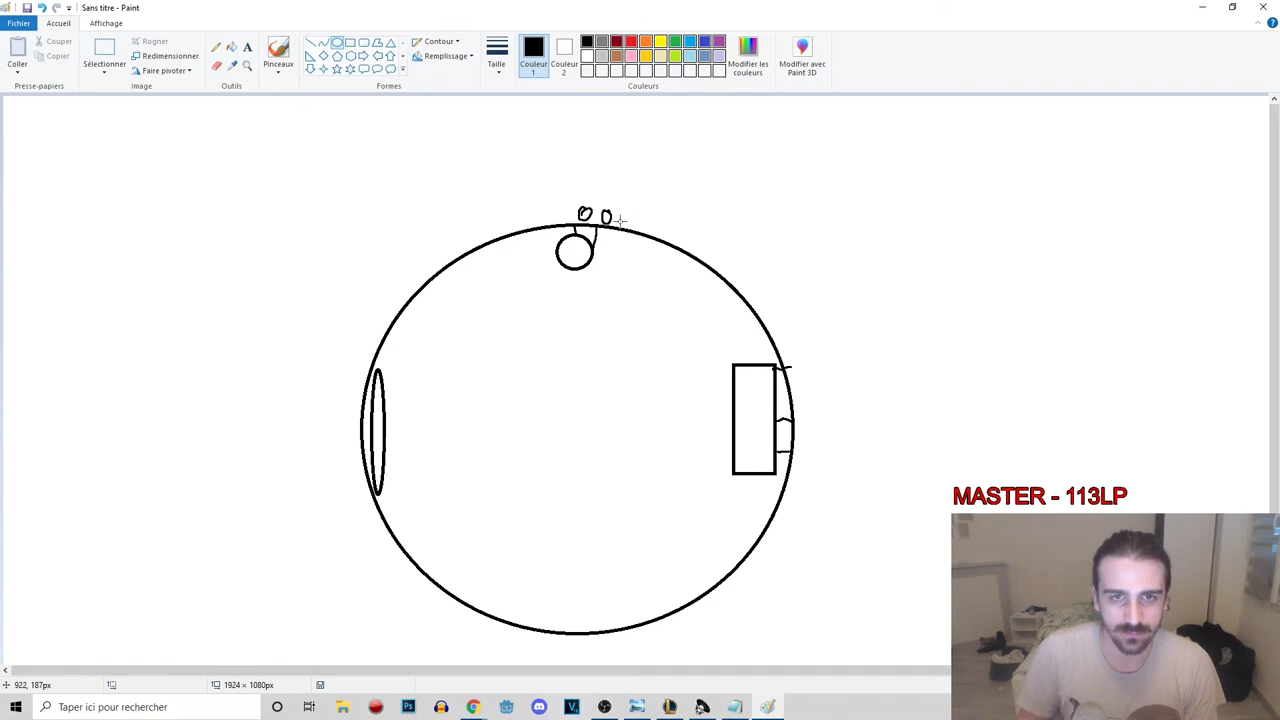 Sans titre - Paint
Fichier Accueil Affichage
Coller
Couper
Copier
Presse-papiers
Sélectionner
Rogner
Redimensionner
Faire pivoter
Image
A
Outils
Pinceaux
Contour
Remplissage
Formes
Taille
Couleur 1
Couleur 2
Modifier les couleurs
Couleurs
Modifier avec Paint 3D
MASTER - 113LP
922, 187px
1924 × 1080px
Taper ici pour rechercher
Ps
V